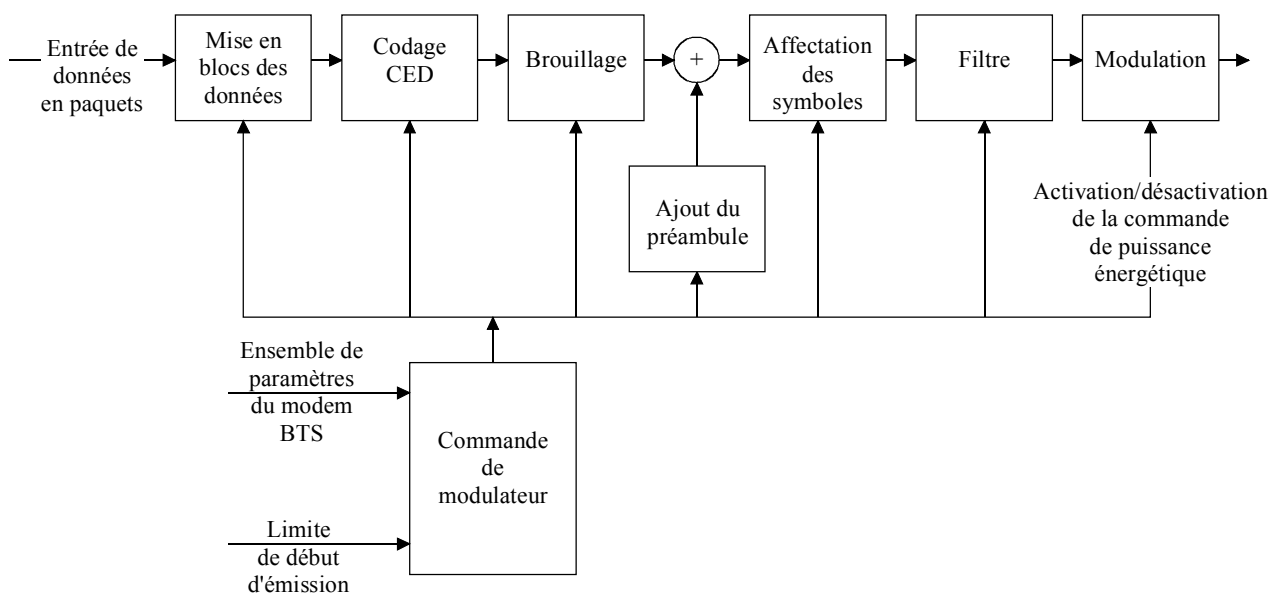 Entrée de
données
en paquets
Mise en
blocs des
données
Codage
CED
Brouillage
+
Affectation
des
symboles
Filtre
Modulation
Ajout du
préambule
Activation/désactivation
de la commande
de puissance
énergétique
Ensemble de
paramètres
du modem
BTS
Commande
de
modulateur
Limite
de début
d'émission